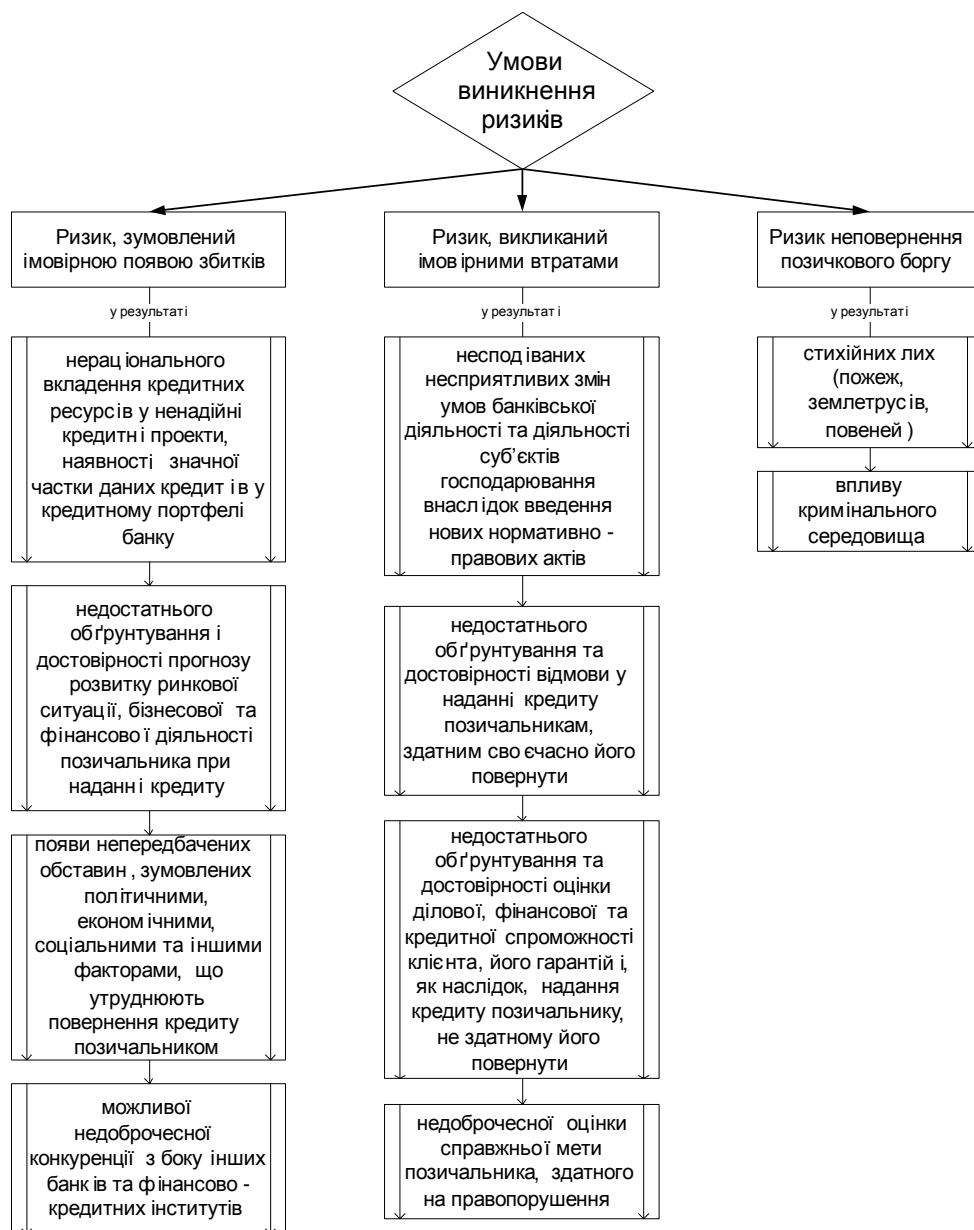 Умови
виникнення
ризиків
Ризик, зумовлений
імовірною появою збитків
у результаті
нераціонального
вкладення кредитних
ресурсів у ненадійні
кредитні проекти,
наявності значної
частки даних кредитів у
кредитному портфелі
банку
недостатнього
обґрунтування і
достовірності прогнозу
розвитку ринкової
ситуації, бізнесової та
фінансової діяльності
позичальника при
наданні кредиту
появи непередбачених
обставин, зумовлених
політичними,
економічними,
соціальними та іншими
факторами, що
утруднюють
повернення кредиту
позичальником
можливої
недоброчесної
конкуренції з боку інших
банків та фінансово -
кредитних інститутів
Ризик, викликаний
імовірними втратами
у результаті
несподіваних
несприятливих змін
умов банківської
діяльності та діяльності
суб’єктів
господарювання
внаслідок введення
нових нормативно -
правових актів
недостатнього
обґрунтування та
достовірності відмови у
наданні кредиту
позичальникам,
здатним своєчасно його
повернути
недостатнього
обґрунтування та
достовірності оцінки
ділової, фінансової та
кредитної спроможності
клієнта, його гарантій і,
як наслідок, надання
кредиту позичальнику,
не здатному його
повернути
недоброчесної оцінки
справжньої мети
позичальника, здатного
на правопорушення
Ризик неповернення
позичкового боргу
у результаті
стихійних лих
(пожеж,
землетрусів,
повеней )
впливу
кримінального
середовища